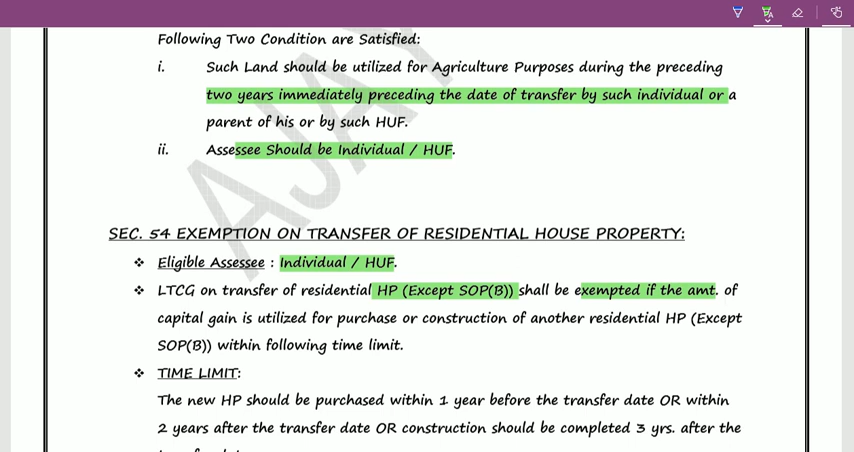 Following Two Condition are Satisfied:
i. Such Land should be utilized for Agriculture Purposes during the preceding
two years immediately preceding the date of transfer by such individual or a
parent of his or by such HUF.
ii. Assessee Should be Individual / HUF.
AJAY
SEC. 54 EXEMPTION ON TRANSFER OF RESIDENTIAL HOUSE PROPERTY:
❖ Eligible Assessee : Individual / HUF.
❖ LTCG on transfer of residential HP (Except SOP(B)) shall be exempted if the amt. of
capital gain is utilized for purchase or construction of another residential HP (Except
SOP(B)) within following time limit.
❖ TIME LIMIT:
The new HP should be purchased within 1 year before the transfer date OR within
2 years after the transfer date OR construction should be completed 3 yrs. after the